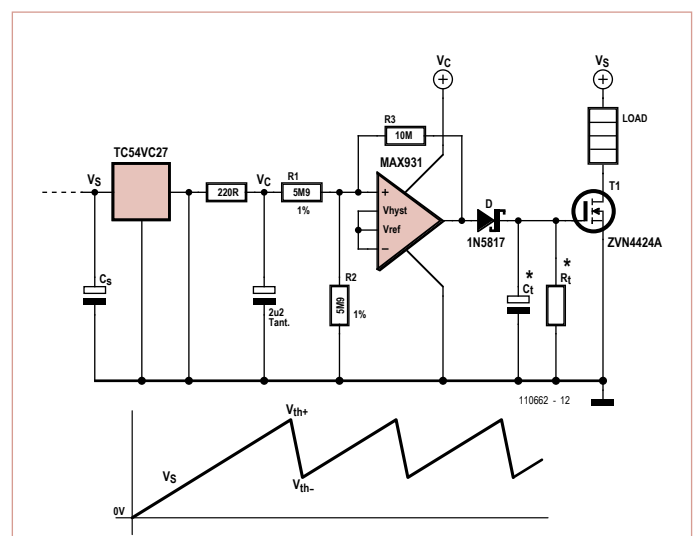 VC
VS
R3
10M
LOAD
TC54VC27
MAX931
VS
VC
R1
T1
220R
5M9
+
D
1%
Vhyst
Vref
–
1N5817
ZVN4424A
CS
R2
*
Ct
*
Rt
5M9
1%
2u2
Tant.
110662 - 12
Vth+
VS
Vth–
0V